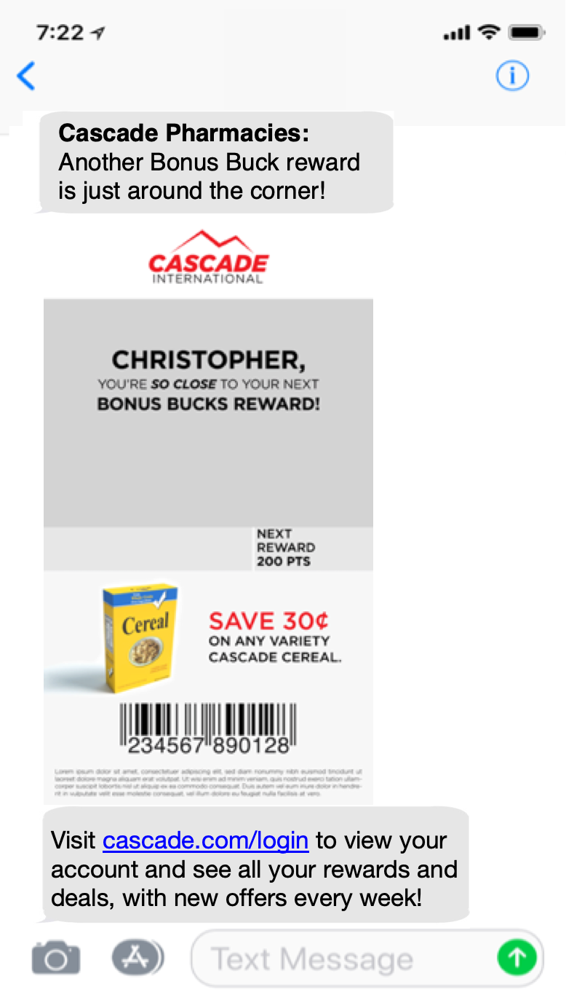 7:22
Cascade Pharmacies:
Another Bonus Buck reward
is just around the corner!
CASCADE
INTERNATIONAL
CHRISTOPHER,
YOU'RE SO CLOSE TO YOUR NEXT
BONUS BUCKS REWARD!
NEXT
REWARD
200 PTS
Cereal
SAVE 30¢
ON ANY VARIETY
CASCADE CEREAL.
234567 890128
Lorem ipsum dolor sit amet, consectetuer adipiscing elit, sed diam nonummy nibh euismod tincidunt ut
laoreet dolore magna aliquam erat volutpat. Ut wisi enim ad minim veniam, quis nostrud exerci tation ullam-
corper suscipit lobortis nisl ut aliquip ex ea commodo consequat. Duis autem vel eum iriure dolor in hendre-
rit in vulputate velit esse molestie consequat, vel illum dolore eu feugiat nulla facilisis at vero.
Visit cascade.com/login to view your
account and see all your rewards and
deals, with new offers every week!
Text Message